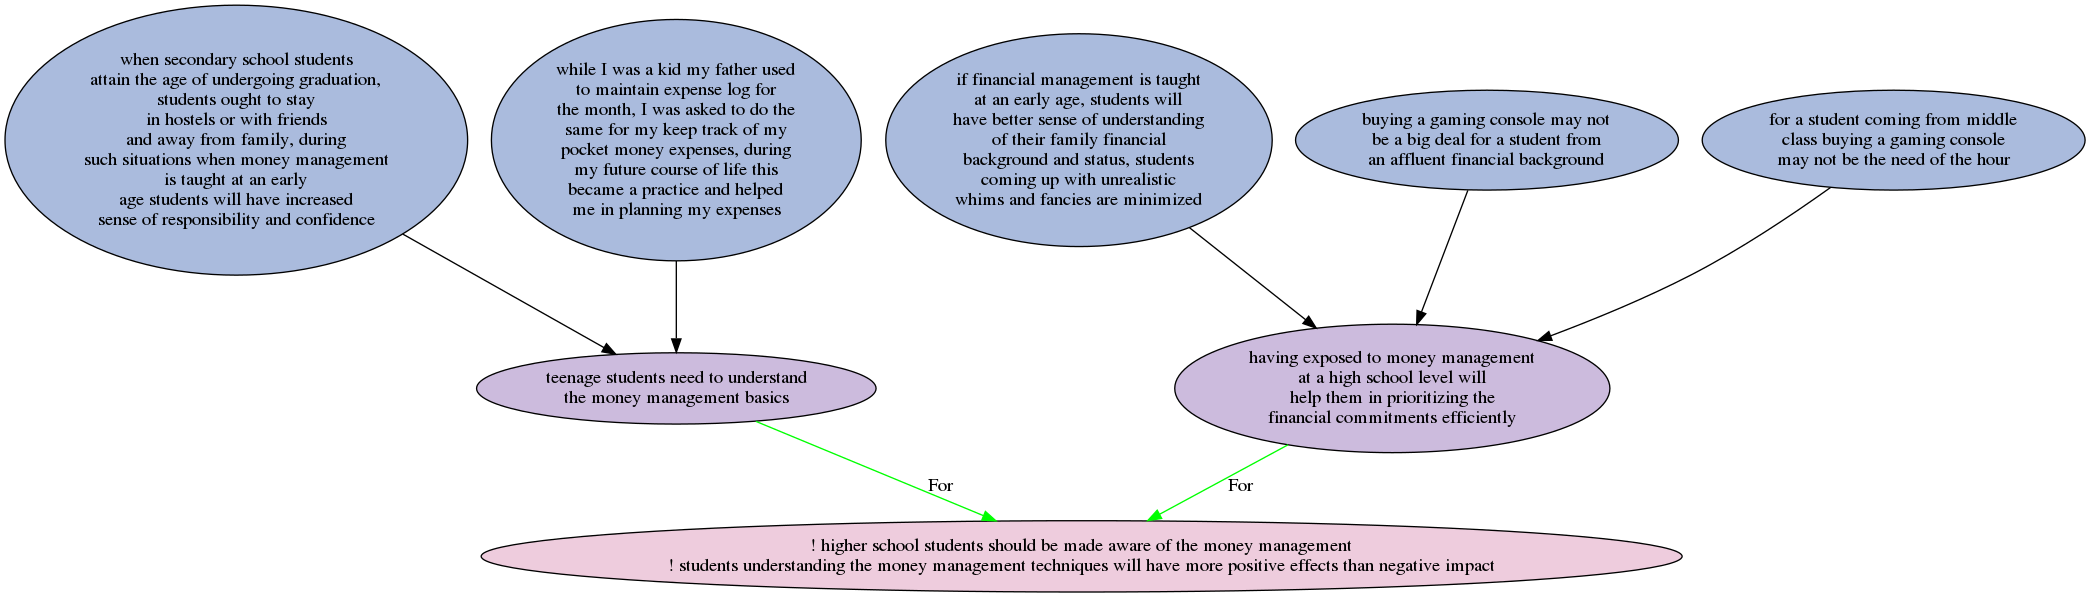 when secondary school students
attain the age of undergoing graduation,
students ought to stay
in hostels or with friends
and away from family, during
such situations when money management
is taught at an early
age students will have increased
sense of responsibility and confidence
while I was a kid my father used
to maintain expense log for
the month, I was asked to do the
same for my keep track of my
pocket money expenses, during
my future course of life this
became a practice and helped
me in planning my expenses
if financial management is taught
at an early age, students will
have better sense of understanding
of their family financial
background and status, students
coming up with unrealistic
whims and fancies are minimized
buying a gaming console may not
be a big deal for a student from
an affluent financial background
for a student coming from middle
class buying a gaming console
may not be the need of the hour
teenage students need to understand
the money management basics
having exposed to money management
at a high school level will
help them in prioritizing the
financial commitments efficiently
For
For
! higher school students should be made aware of the money management
! students understanding the money management techniques will have more positive effects than negative impact